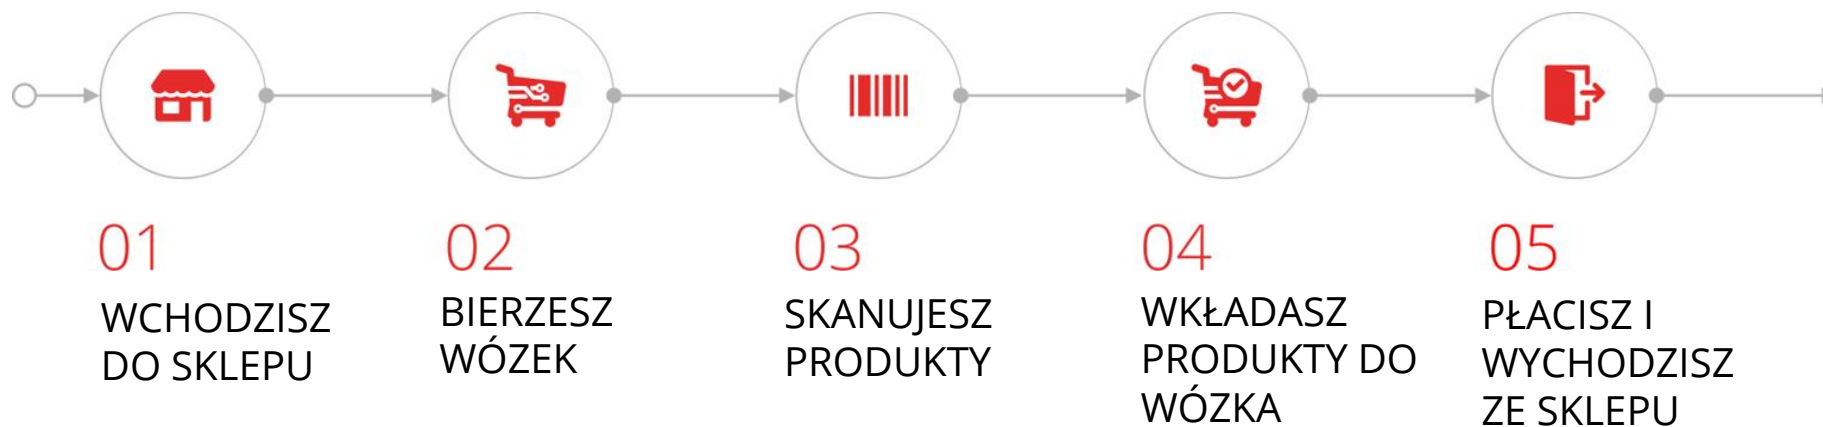 01
WCHODZISZ
DO SKLEPU
02
BIERZESZ
WÓZEK
03
SKANUJESZ
PRODUKTY
04
WKŁADASZ
PRODUKTY DO
WÓZKA
05
PŁACISZ I
WYCHODZISZ
ZE SKLEPU